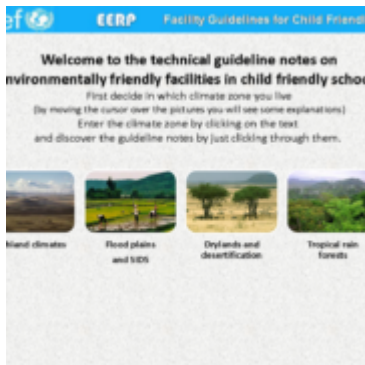 ef EERP Facility Guidelines for Child Friendl
Welcome to the technical guideline notes on
nvironmentally friendly facilities in child friendly schoo
First decide in which climate zone you live
(by moving the cursor over the pictures you will see some explanations)
Enter the climate zone by clicking on the text
and discover the guideline notes by just clicking through them.
hland climates
Flood plains
and SIDS
Drylands and
desertification
Tropical rain
forests